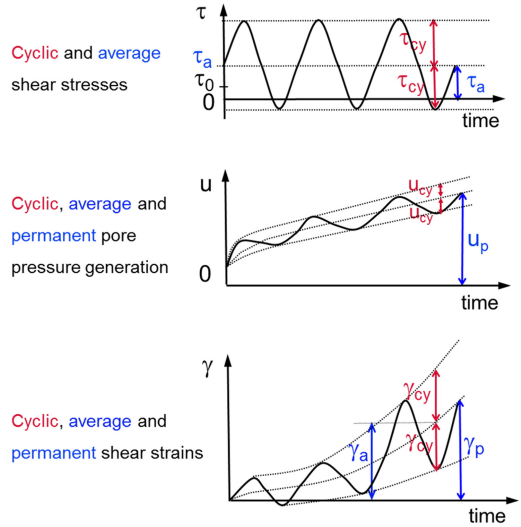 τ
Cyclic and average
shear stresses
τa
τo
0
τcy
τcy
τa
time
u
Cyclic, average and
permanent pore
pressure generation
0
ucy
ucy
up
time
γ
Cyclic, average and
permanent shear strains
γcy
γa
γcy
γp
time